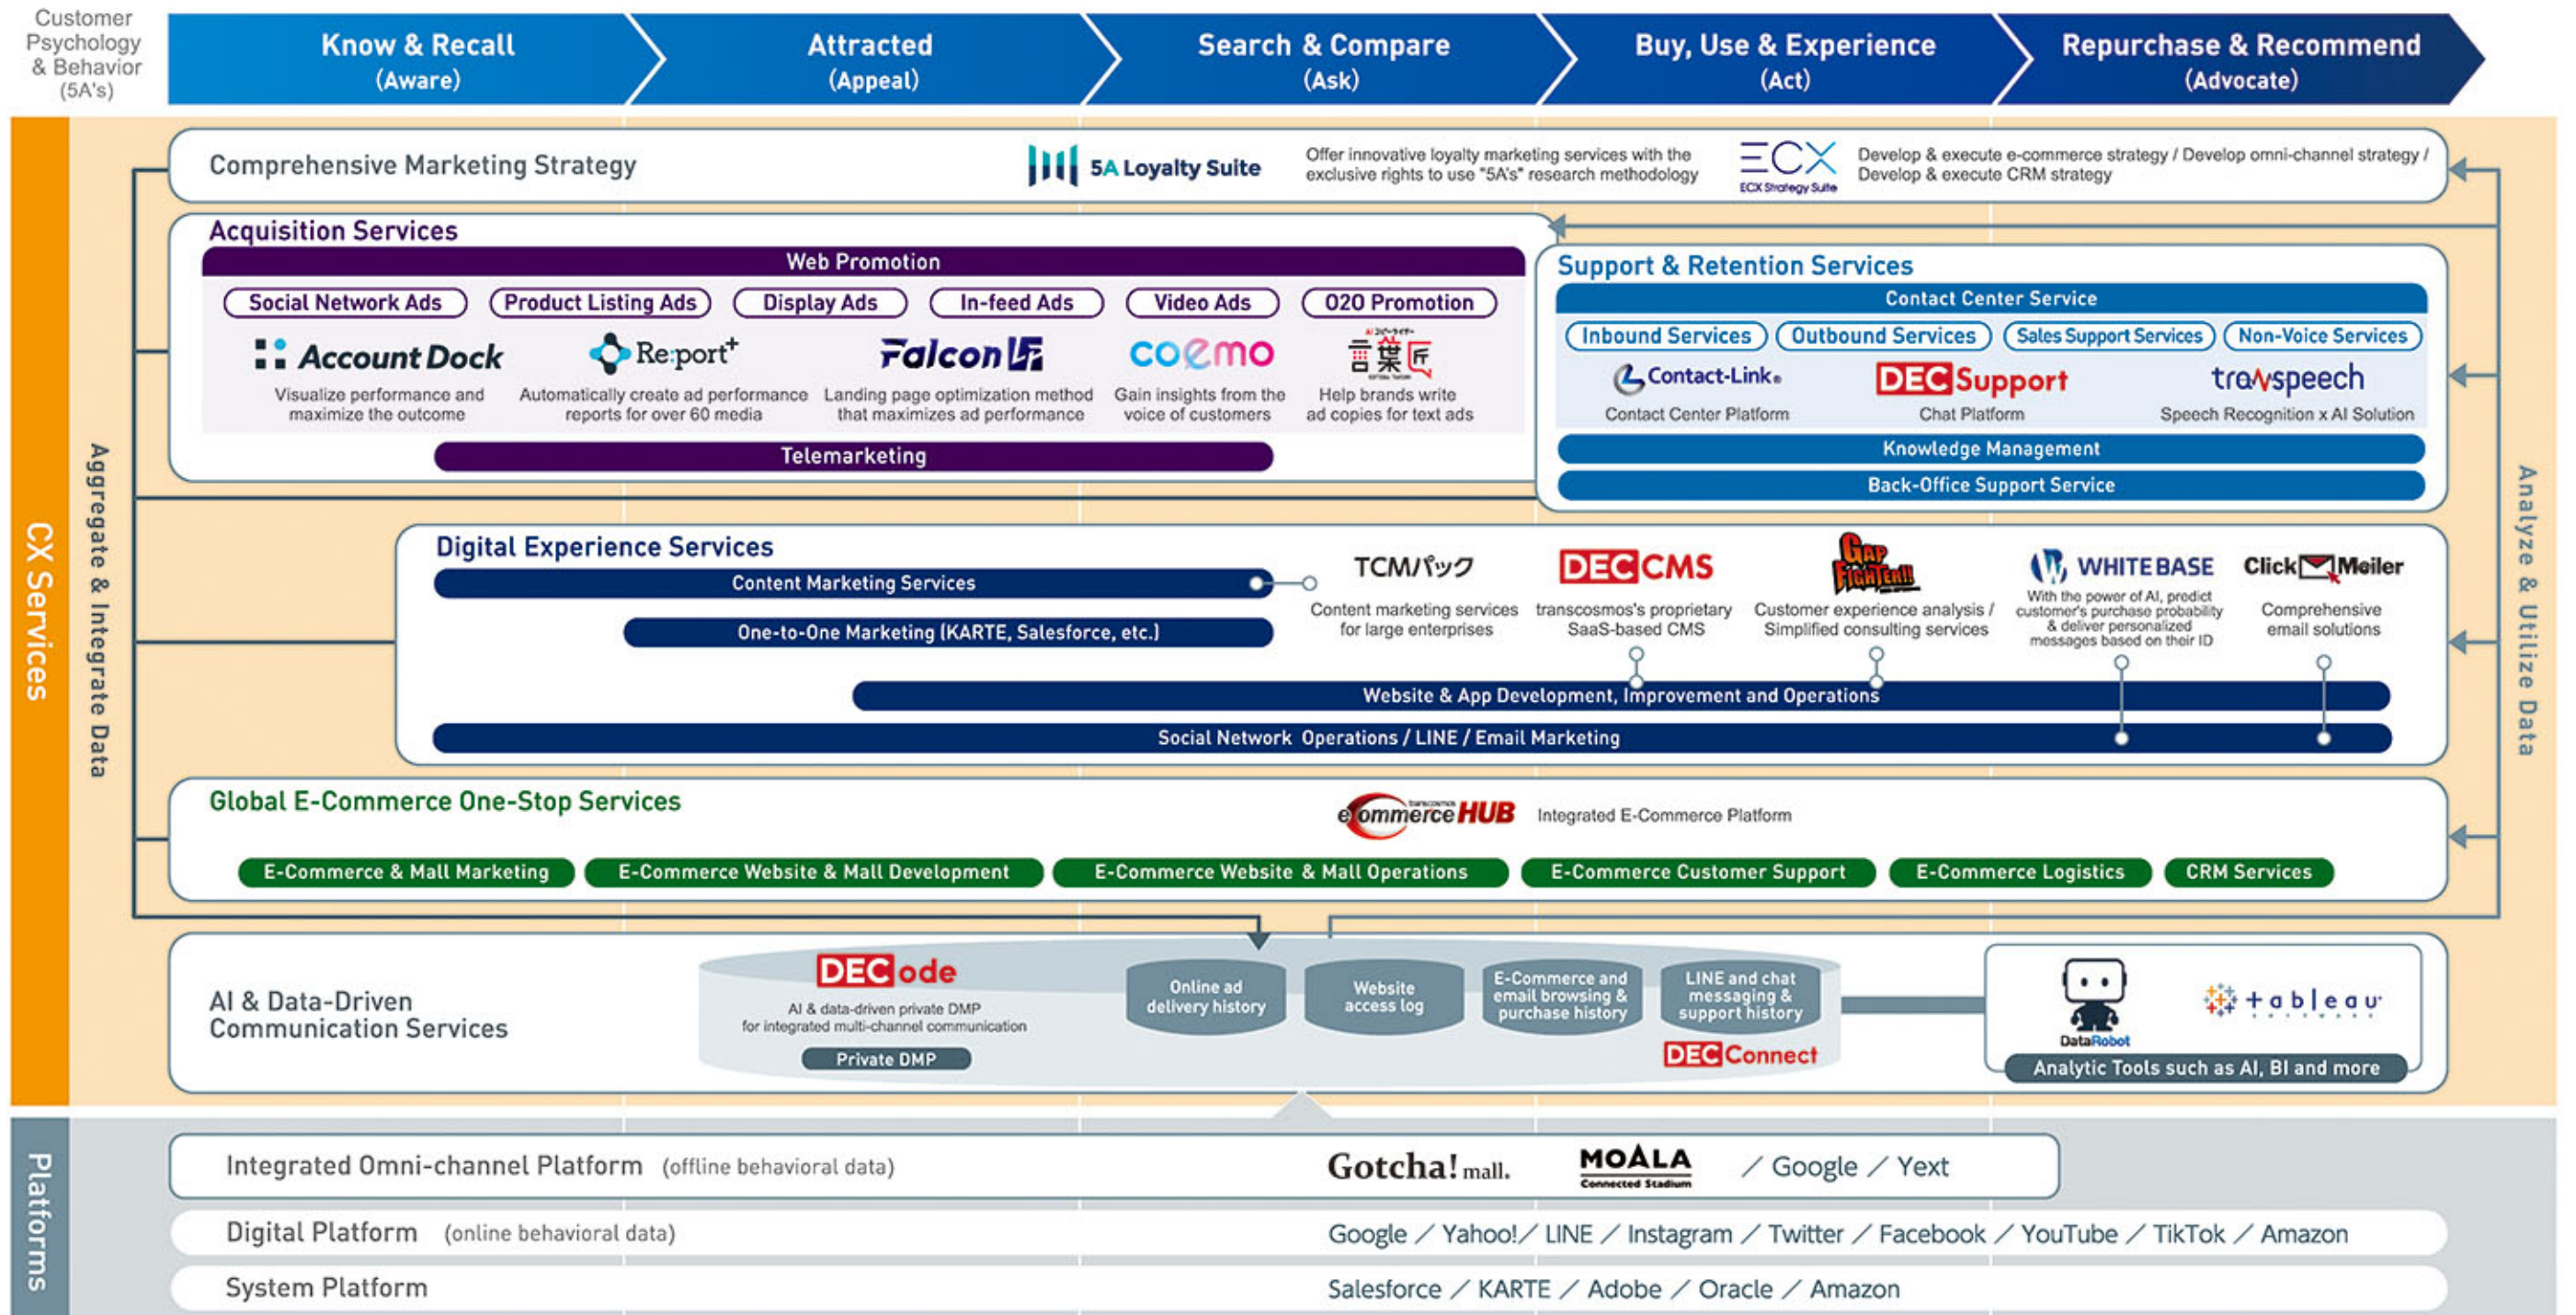 Customer
Psychology
& Behavior
(5A's)
Know & Recall
(Aware)
Attracted
(Appeal)
Search & Compare
(Ask)
Buy, Use & Experience
(Act)
Repurchase & Recommend
(Advocate)
CX Services
Aggregate & Integrate Data
Analyze & Utilize Data
Comprehensive Marketing Strategy
5A Loyalty Suite
Offer innovative loyalty marketing services with the
exclusive rights to use "5A's" research methodology
ECX
ECX Strategy Suite
Develop & execute e-commerce strategy / Develop omni-channel strategy /
Develop & execute CRM strategy
Acquisition Services
Web Promotion
Social Network Ads
Product Listing Ads
Display Ads
In-feed Ads
Video Ads
O2O Promotion
Account Dock
Visualize performance and
maximize the outcome
Re:port+
Automatically create ad performance
reports for over 60 media
Falcon
Landing page optimization method
that maximizes ad performance
coemo
Gain insights from the
voice of customers
AIコピーライター
言葉匠
Help brands write
ad copies for text ads
Telemarketing
Support & Retention Services
Contact Center Service
Inbound Services
Outbound Services
Sales Support Services
Non-Voice Services
Contact-Link
Contact Center Platform
DEC Support
Chat Platform
transpeech
Speech Recognition x AI Solution
Knowledge Management
Back-Office Support Service
Digital Experience Services
Content Marketing Services
One-to-One Marketing (KARTE, Salesforce, etc.)
TCMパック
Content marketing services
for large enterprises
DEC CMS
transcosmos's proprietary
SaaS-based CMS
GAP
FIGHTER!!
Customer experience analysis /
Simplified consulting services
WHITEBASE
With the power of AI, predict
customer's purchase probability
& deliver personalized
messages based on their ID
Click Meiler
Comprehensive
email solutions
Website & App Development, Improvement and Operations
Social Network Operations / LINE / Email Marketing
Global E-Commerce One-Stop Services
transcosmos
eCommerce HUB
Integrated E-Commerce Platform
E-Commerce & Mall Marketing
E-Commerce Website & Mall Development
E-Commerce Website & Mall Operations
E-Commerce Customer Support
E-Commerce Logistics
CRM Services
AI & Data-Driven
Communication Services
DECode
AI & data-driven private DMP
for integrated multi-channel communication
Private DMP
Online ad
delivery history
Website
access log
E-Commerce and
email browsing &
purchase history
LINE and chat
messaging &
support history
DEC Connect
DataRobot
+ableau
Analytic Tools such as AI, BI and more
Platforms
Integrated Omni-channel Platform (offline behavioral data)
Gotcha! mall.
MOALA
Connected Stadium
/ Google / Yext
Digital Platform (online behavioral data)
Google / Yahoo! / LINE / Instagram / Twitter / Facebook / YouTube / TikTok / Amazon
System Platform
Salesforce / KARTE / Adobe / Oracle / Amazon